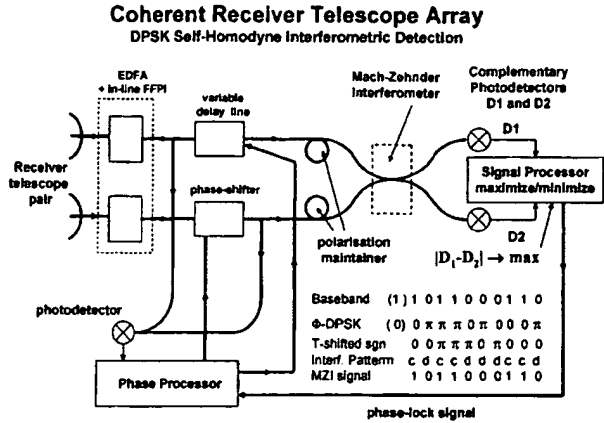 Coherent Receiver Telescope Array
DPSK Self-Homodyne Interferometric Detection
EDFA
+ in-line FFPI
variable
delay line
Mach-Zehnder
Interferometer
Complementary
Photodetectors
D1 and D2
D1
Receiver
telescope
pair
phase-shifter
Signal Processor
maximize/minimize
polarisation
maintainer
D2
|D₁-D₂| → max
photodetector
Baseband (1) 1 0 1 1 0 0 0 1 1 0
Φ-DPSK (0) 0 π π π 0 π 0 0 0 π
T-shifted sgn 0 0 π π π 0 π 0 0 0
Interf. Patterm c d c c d d d c c d
MZI signal 1 0 1 1 0 0 0 1 1 0
Phase Processor
phase-lock signal